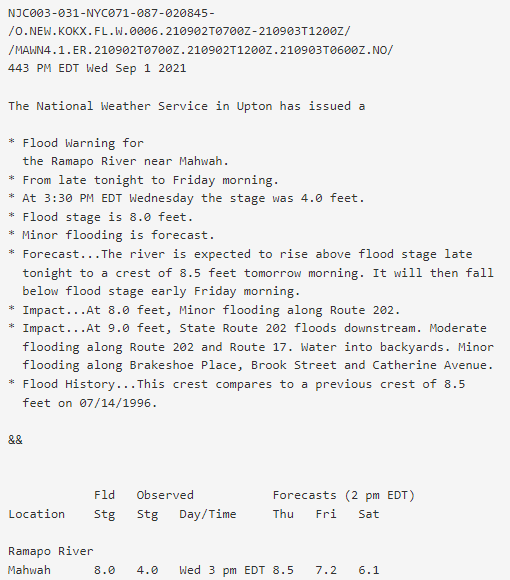 NJC003-031-NYC071-087-020845-
/O.NEW.KOKX.FL.W.0006.210902T0700Z-210903T1200Z/
/MAWN4.1.ER.210902T0700Z.210902T1200Z.210903T0600Z.NO/
443 PM EDT Wed Sep 1 2021

The National Weather Service in Upton has issued a

* Flood Warning for
  the Ramapo River near Mahwah.
* From late tonight to Friday morning.
* At 3:30 PM EDT Wednesday the stage was 4.0 feet.
* Flood stage is 8.0 feet.
* Minor flooding is forecast.
* Forecast...The river is expected to rise above flood stage late
  tonight to a crest of 8.5 feet tomorrow morning. It will then fall
  below flood stage early Friday morning.
* Impact...At 8.0 feet, Minor flooding along Route 202.
* Impact...At 9.0 feet, State Route 202 floods downstream. Moderate
  flooding along Route 202 and Route 17. Water into backyards. Minor
  flooding along Brakeshoe Place, Brook Street and Catherine Avenue.
* Flood History...This crest compares to a previous crest of 8.5
  feet on 07/14/1996.

&&

            Fld   Observed           Forecasts (2 pm EDT)
Location    Stg   Stg   Day/Time     Thu   Fri   Sat

Ramapo River
Mahwah      8.0   4.0   Wed 3 pm EDT 8.5   7.2   6.1